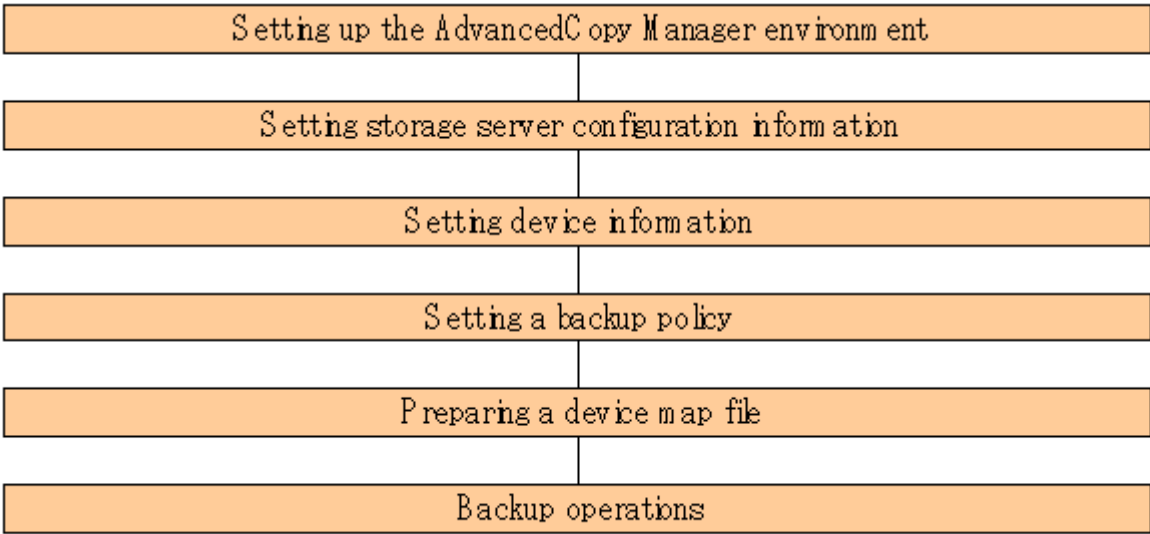 Setting up the AdvancedCopy Manager environment
Setting storage server configuration information
Setting device information
Setting a backup policy
Preparing a device map file
Backup operations